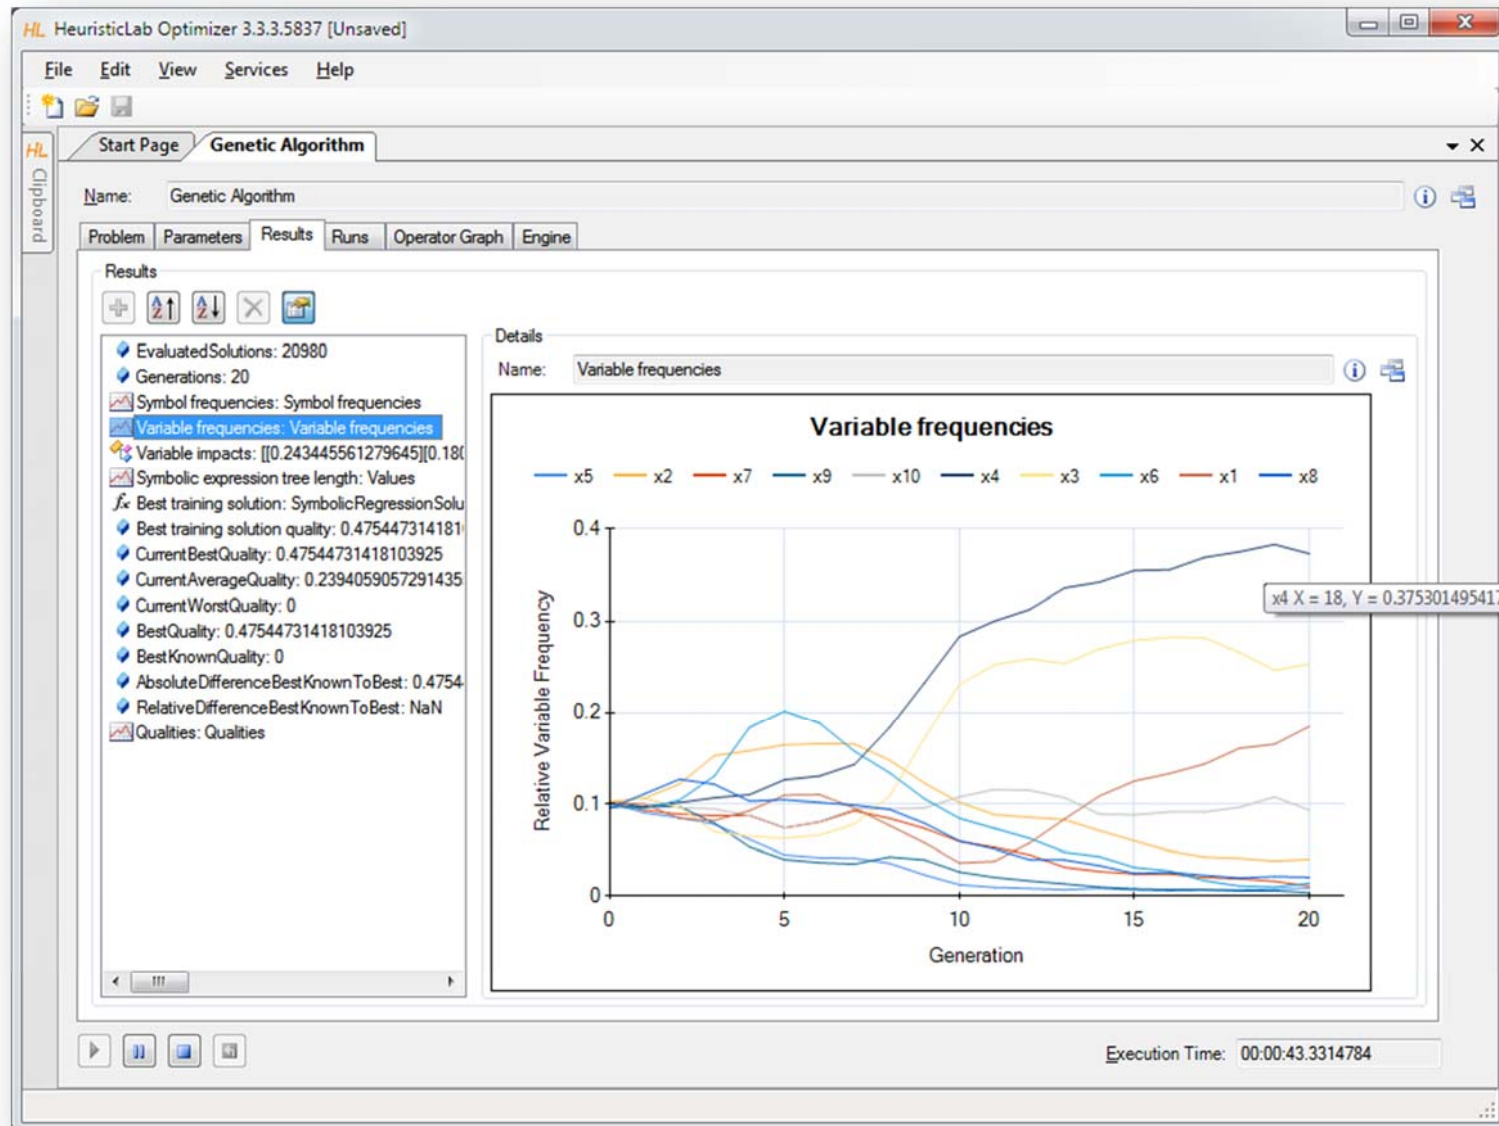 HL HeuristicLab Optimizer 3.3.3.5837 [Unsaved]
File Edit View Services Help
HL Clipboard
Start Page Genetic Algorithm
Name: Genetic Algorithm
Problem Parameters Results Runs Operator Graph Engine
Results
EvaluatedSolutions: 20980
Generations: 20
Symbol frequencies: Symbol frequencies
Variable frequencies: Variable frequencies
Variable impacts: [[0.243445561279645][0.180
Symbolic expression tree length: Values
Best training solution: SymbolicRegressionSolu
Best training solution quality: 0.475447314181
CurrentBestQuality: 0.47544731418103925
CurrentAverageQuality: 0.2394059057291435
CurrentWorstQuality: 0
BestQuality: 0.47544731418103925
BestKnownQuality: 0
AbsoluteDifferenceBestKnownToBest: 0.4754
RelativeDifferenceBestKnownToBest: NaN
Qualities: Qualities
Details
Name: Variable frequencies
Variable frequencies
x5 x2 x7 x9 x10 x4 x3 x6 x1 x8
Relative Variable Frequency
0.4
0.3
0.2
0.1
0
0 5 10 15 20
Generation
x4 X = 18, Y = 0.375301495417
Execution Time: 00:00:43.3314784